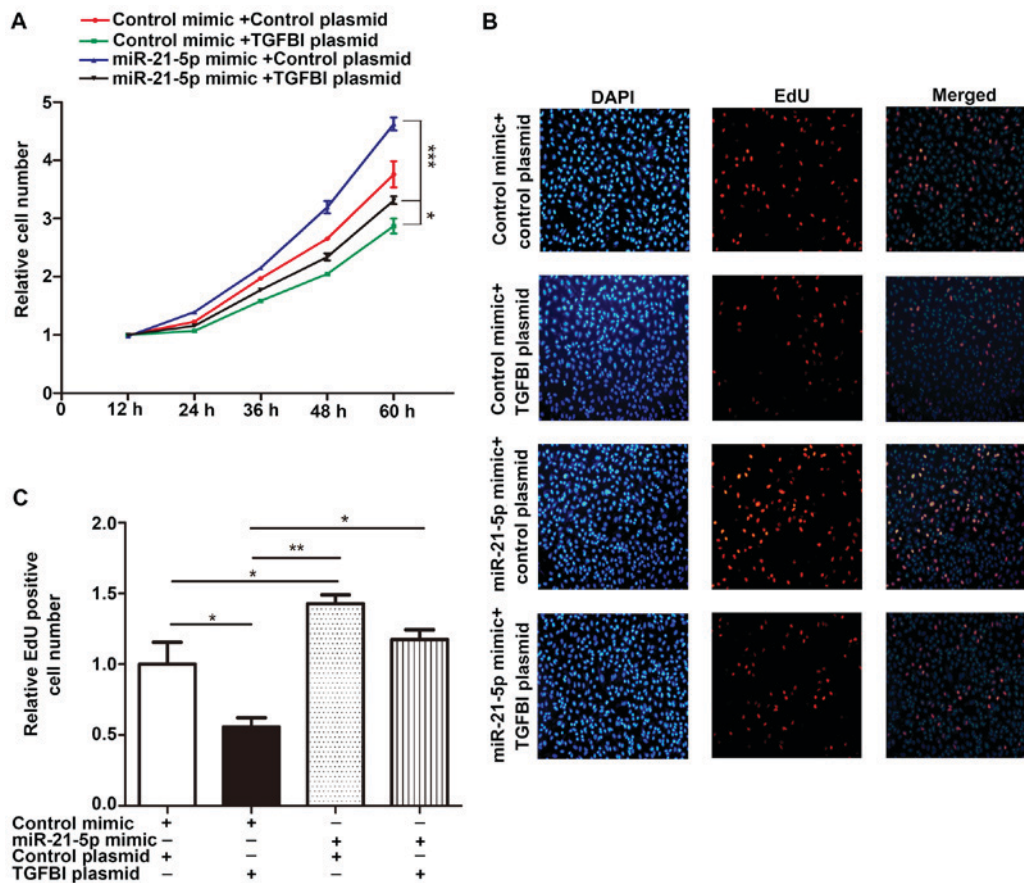 A
Control mimic +Control plasmid
Control mimic +TGFBI plasmid
miR-21-5p mimic +Control plasmid
miR-21-5p mimic +TGFBI plasmid
Relative cell number
5
4
3
2
1
0
***
*
0 12 h 24 h 36 h 48 h 60 h
B
DAPI EdU Merged
Control mimic+
control plasmid
Control mimic+
TGFBI plasmid
miR-21-5p mimic+
control plasmid
miR-21-5p mimic+
TGFBI plasmid
C
Relative EdU positive
cell number
2.0
1.5
1.0
0.5
0.0
*
**
*
*
Control mimic + + – –
miR-21-5p mimic – – + +
Control plasmid + – + –
TGFBI plasmid – + – +